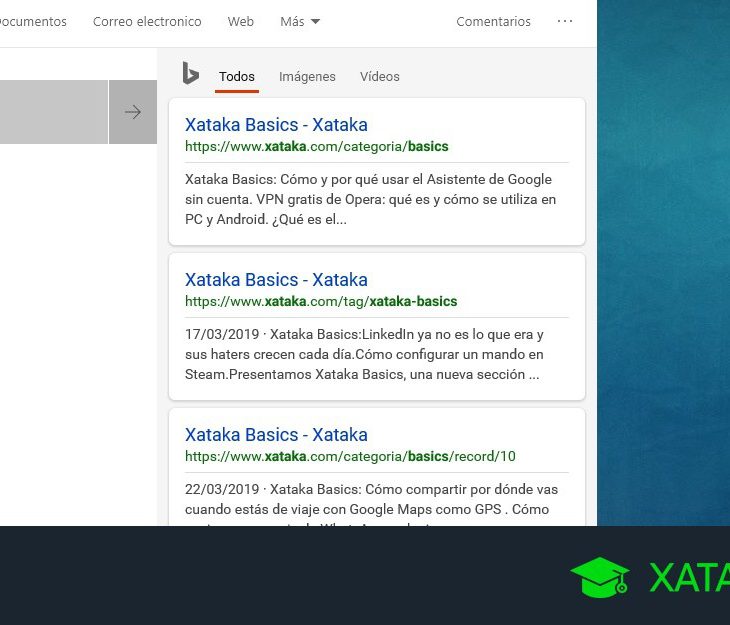 ocumentos Correo electronico Web Más Comentarios ...
Todos Imágenes Vídeos
Xataka Basics - Xataka
https://www.xataka.com/categoria/basics
Xataka Basics: Cómo y por qué usar el Asistente de Google
sin cuenta. VPN gratis de Opera: qué es y cómo se utiliza en
PC y Android. ¿Qué es el...
Xataka Basics - Xataka
https://www.xataka.com/tag/xataka-basics
17/03/2019 · Xataka Basics:LinkedIn ya no es lo que era y
sus haters crecen cada día.Cómo configurar un mando en
Steam.Presentamos Xataka Basics, una nueva sección ...
Xataka Basics - Xataka
https://www.xataka.com/categoria/basics/record/10
22/03/2019 · Xataka Basics: Cómo compartir por dónde vas
cuando estás de viaje con Google Maps como GPS . Cómo
XATA